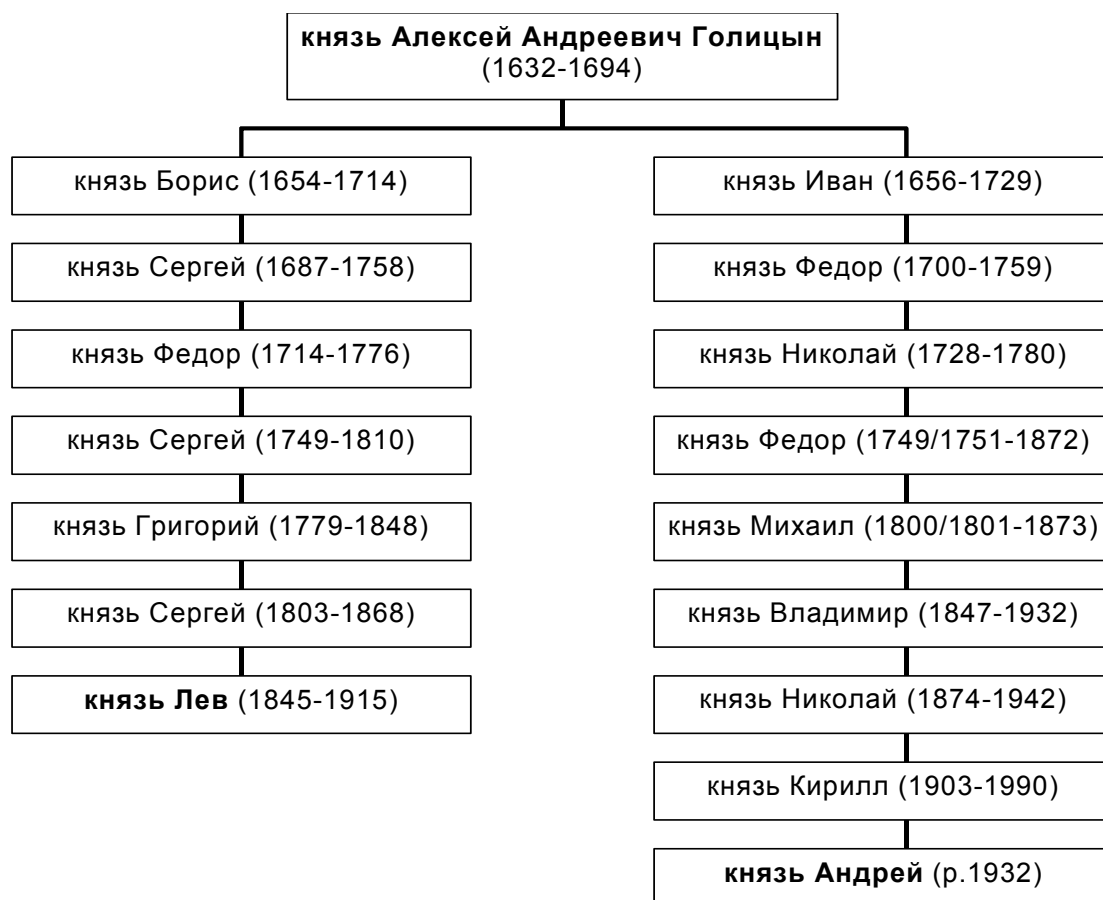 князь Алексей Андреевич Голицын
(1632-1694)
князь Борис (1654-1714)
князь Сергей (1687-1758)
князь Федор (1714-1776)
князь Сергей (1749-1810)
князь Григорий (1779-1848)
князь Сергей (1803-1868)
князь Лев (1845-1915)
князь Иван (1656-1729)
князь Федор (1700-1759)
князь Николай (1728-1780)
князь Федор (1749/1751-1872)
князь Михаил (1800/1801-1873)
князь Владимир (1847-1932)
князь Николай (1874-1942)
князь Кирилл (1903-1990)
князь Андрей (р.1932)